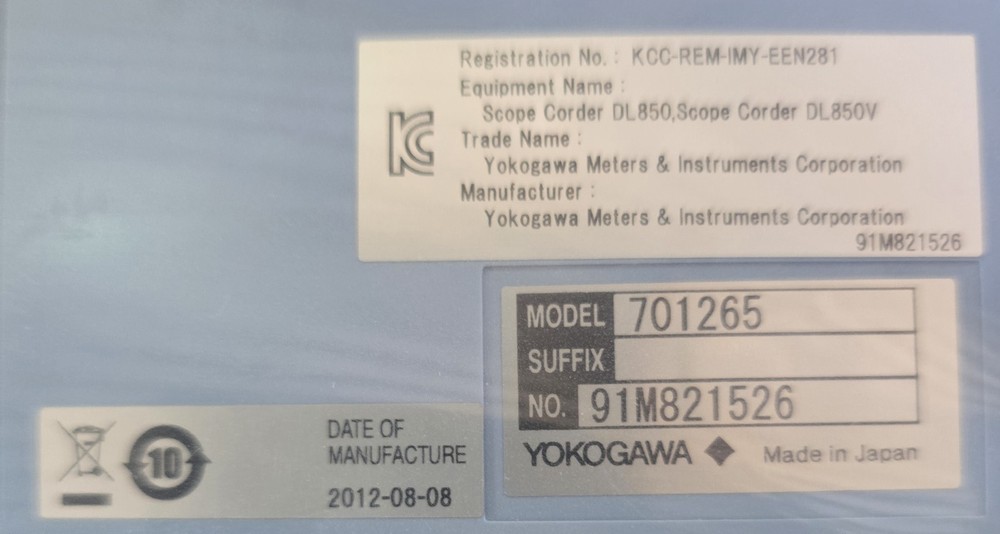 Registration No. : KCC-REM-IMY-EEN281
Equipment Name :
Scope Corder DL850,Scope Corder DL850V
Trade Name :
Yokogawa Meters & Instruments Corporation
Manufacturer :
Yokogawa Meters & Instruments Corporation
91M821526
MODEL 701265
SUFFIX
NO. 91M821526
YOKOGAWA Made in Japan
10
DATE OF
MANUFACTURE
2012-08-08